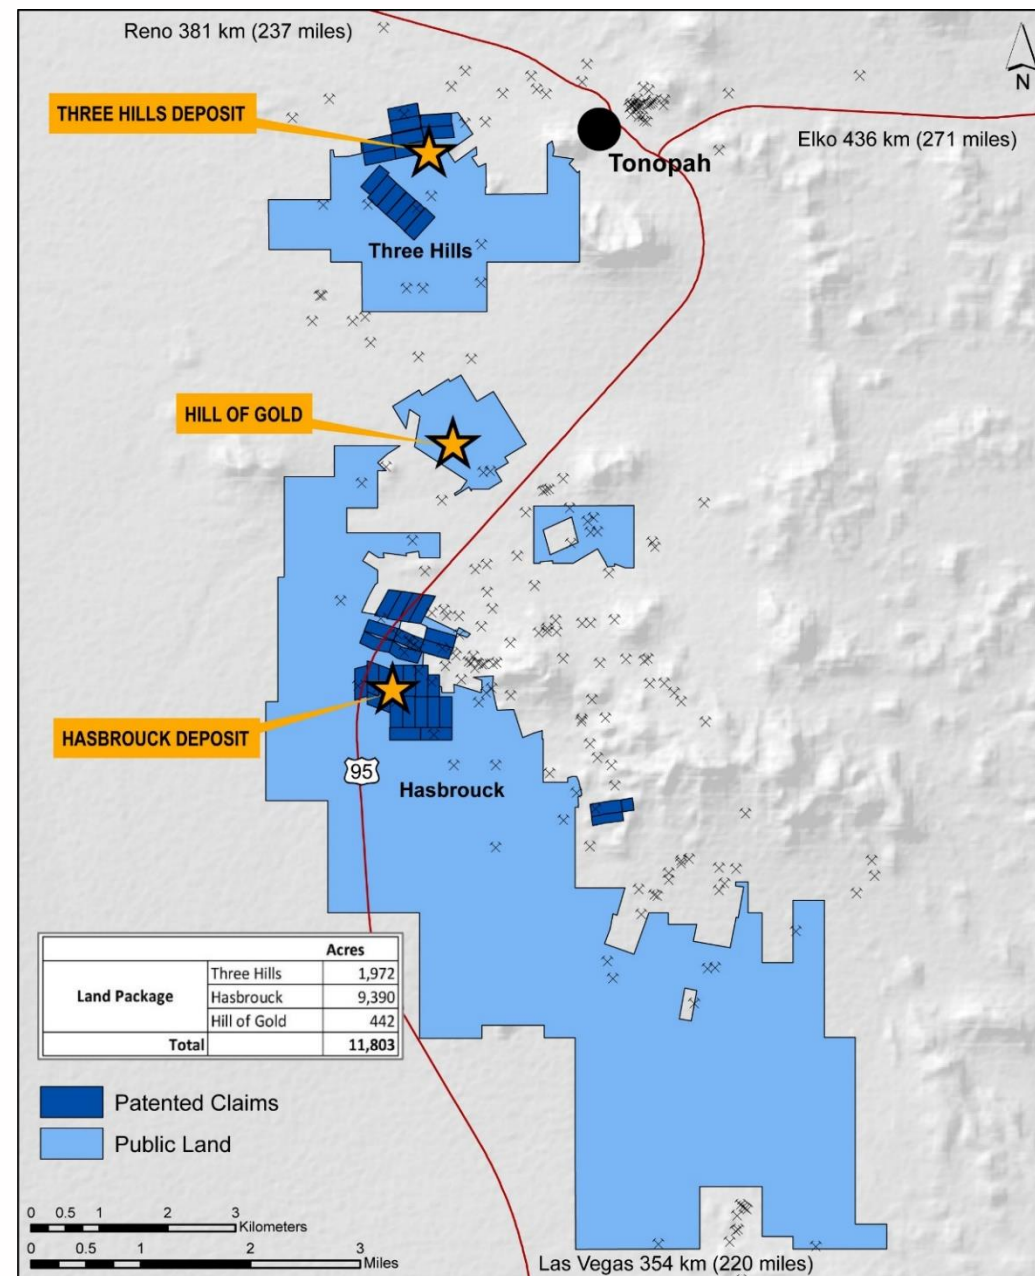 Reno 381 km (237 miles)
N
THREE HILLS DEPOSIT
Elko 436 km (271 miles)
Tonopah
Three Hills
HILL OF GOLD
HASBROUCK DEPOSIT
95
Hasbrouck
Acres
Land Package
Three Hills 1,972
Hasbrouck 9,390
Hill of Gold 442
Total 11,803
Patented Claims
Public Land
0 0.5 1 2 3
Kilometers
0 0.5 1 2 3
Miles
Las Vegas 354 km (220 miles)